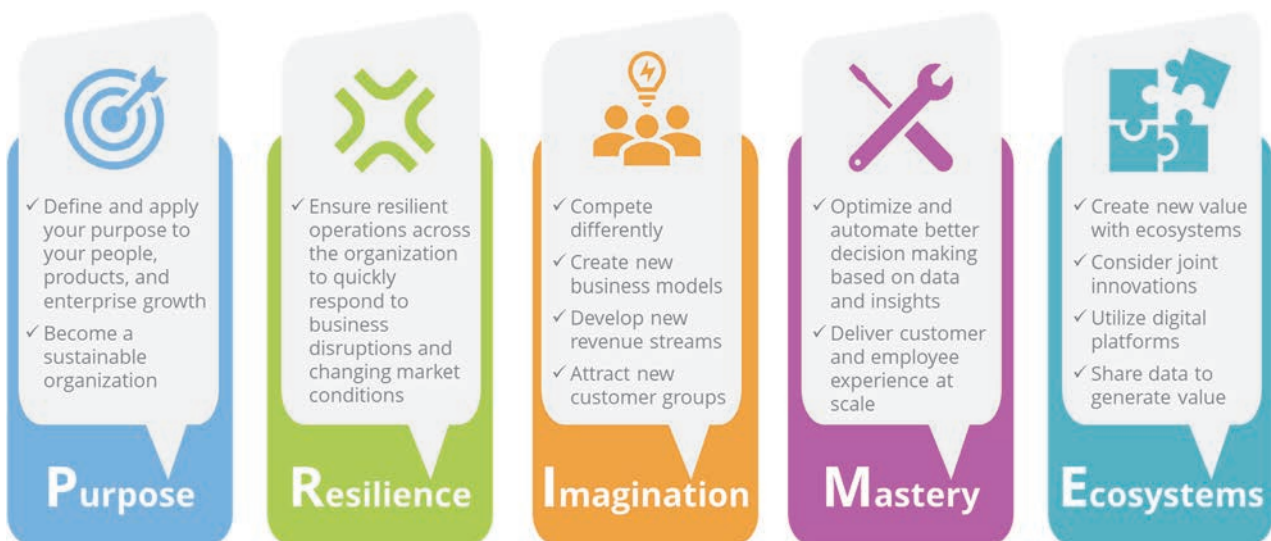 ✓ Define and apply
your purpose to
your people,
products, and
enterprise growth
✓ Become a
sustainable
organization
Purpose
✓ Ensure resilient
operations across
the organization
to quickly
respond to
business
disruptions and
changing market
conditions
Resilience
✓ Compete
differently
✓ Create new
business models
✓ Develop new
revenue streams
✓ Attract new
customer groups
Imagination
✓ Optimize and
automate better
decision making
based on data
and insights
✓ Deliver customer
and employee
experience at
scale
Mastery
✓ Create new value
with ecosystems
✓ Consider joint
innovations
✓ Utilize digital
platforms
✓ Share data to
generate value
Ecosystems